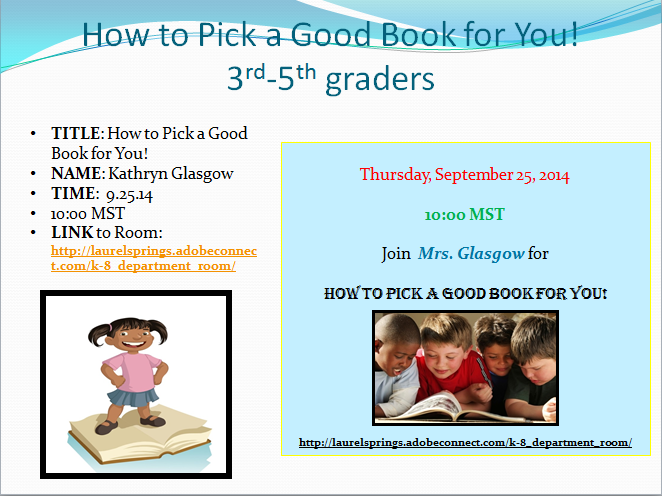 How to Pick a Good Book for You!
3rd-5th graders
• TITLE: How to Pick a Good
Book for You!
• NAME: Kathryn Glasgow
• TIME: 9.25.14
• 10:00 MST
• LINK to Room:
http://laurelsprings.adobeconnec
t.com/k-8_department_room/
Thursday, September 25, 2014
10:00 MST
Join Mrs. Glasgow for
HOW TO PICK A GOOD BOOK FOR YOU!
http://laurelsprings.adobeconnect.com/k-8_department_room/